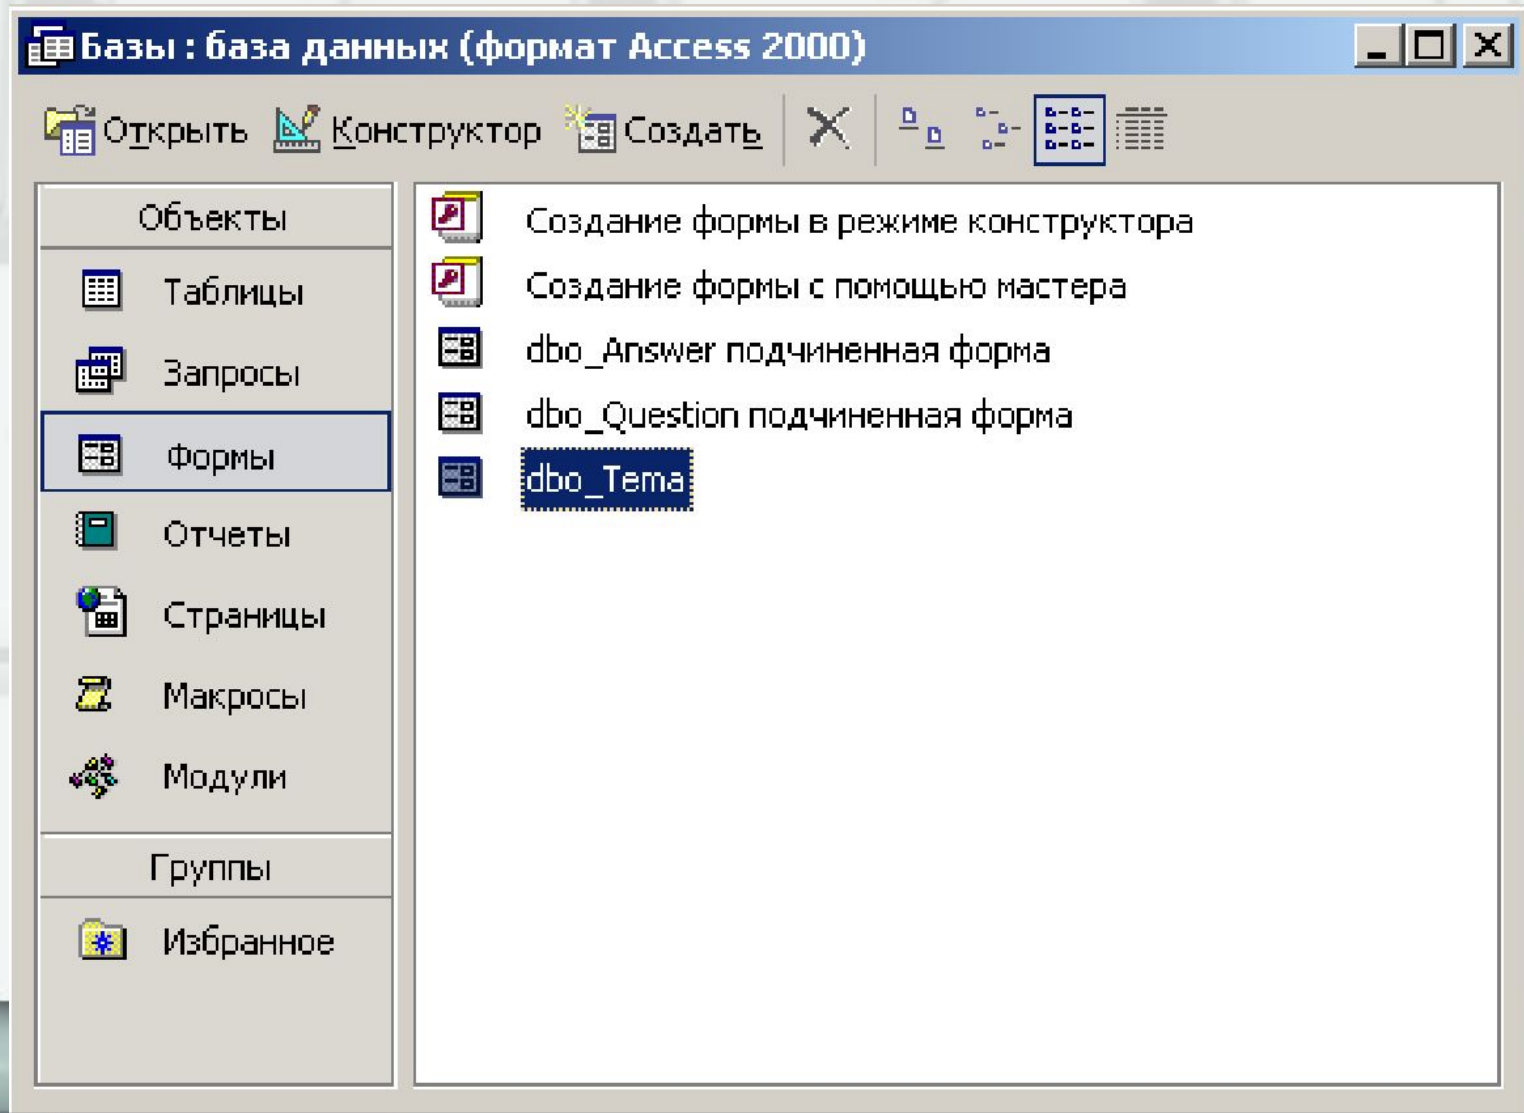 Базы : база данных (формат Access 2000)
Открыть Конструктор Создать
Объекты
Таблицы
Запросы
Формы
Отчеты
Страницы
Макросы
Модули
Группы
Избранное
Создание формы в режиме конструктора
Создание формы с помощью мастера
dbo_Answer подчиненная форма
dbo_Question подчиненная форма
dbo_Tema